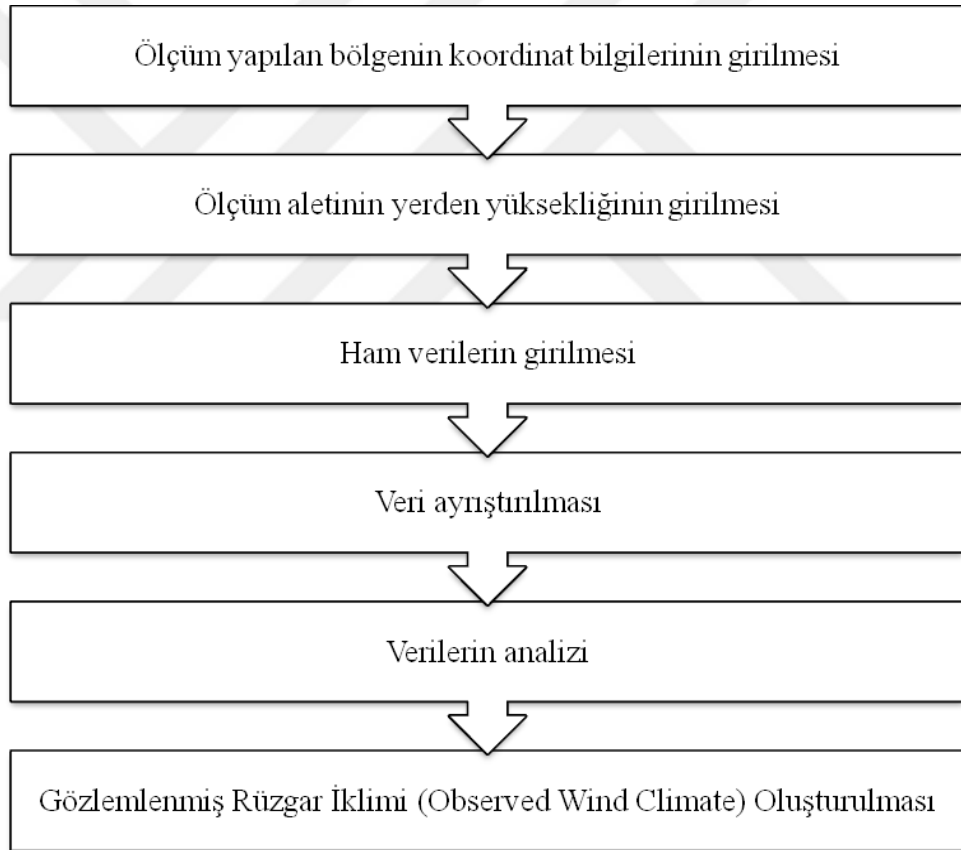 Ölçüm yapılan bölgenin koordinat bilgilerinin girilmesi
Ölçüm aletinin yerden yüksekliğinin girilmesi
Ham verilerin girilmesi
Veri ayrıştırılması
Verilerin analizi
Gözlemlenmiş Rüzgar İklimi (Observed Wind Climate) Oluşturulması